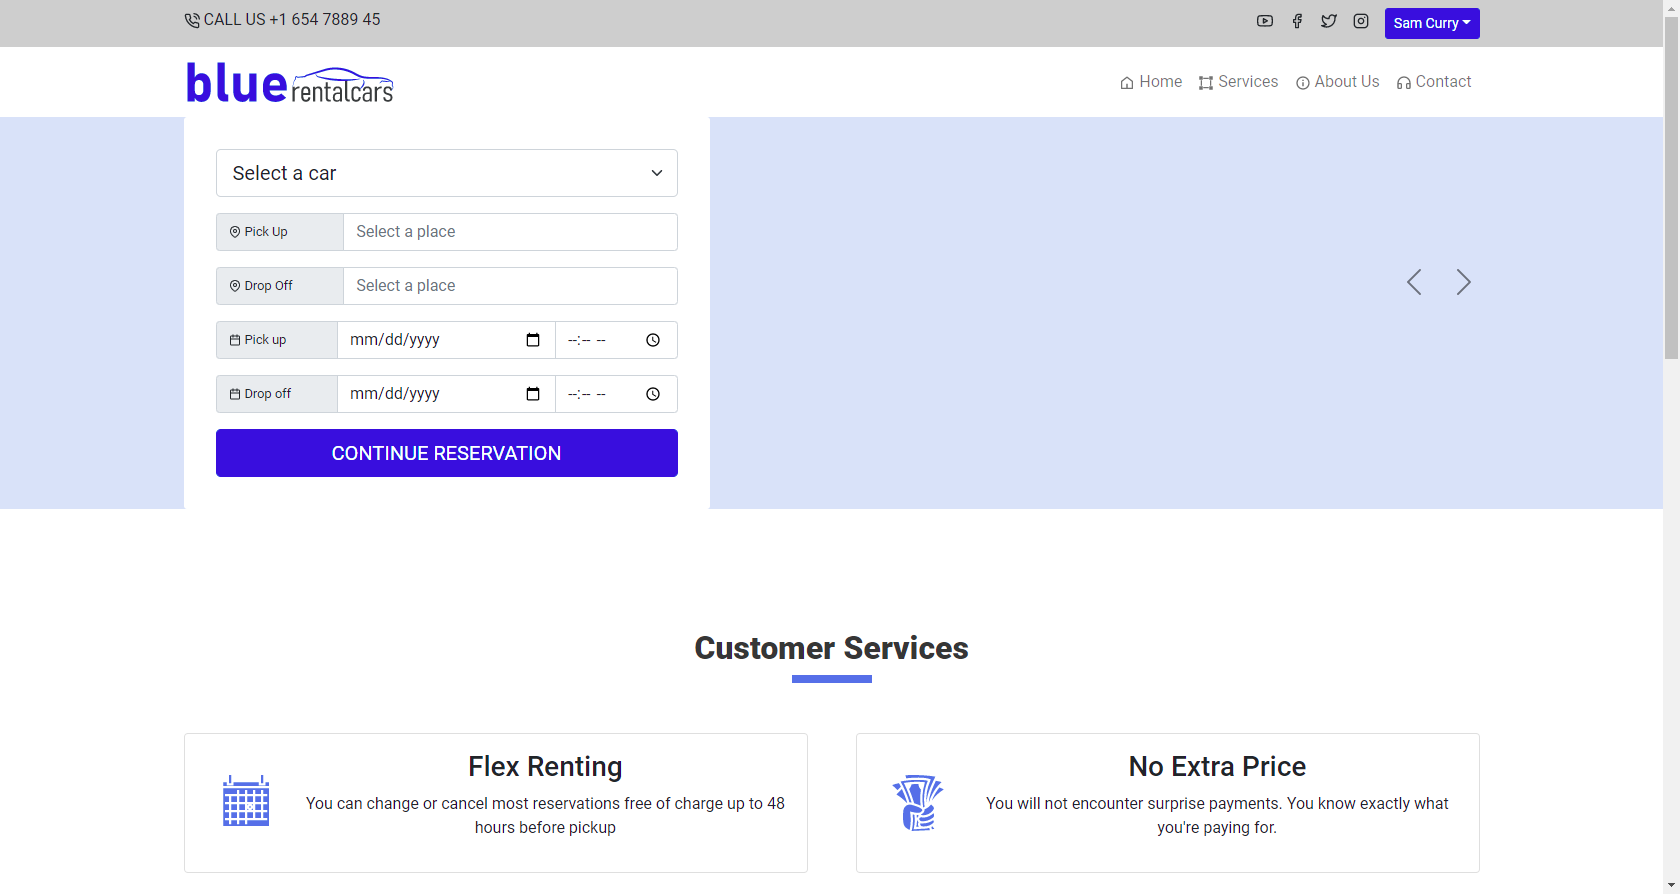 CALL US +1 654 7889 45
Sam Curry
blue rentalcars
Home Services About Us Contact
Select a car
Pick Up Select a place
Drop Off Select a place
Pick up mm/dd/yyyy --:-- --
Drop off mm/dd/yyyy --:-- --
CONTINUE RESERVATION
Customer Services
Flex Renting
You can change or cancel most reservations free of charge up to 48
hours before pickup
No Extra Price
You will not encounter surprise payments. You know exactly what
you're paying for.